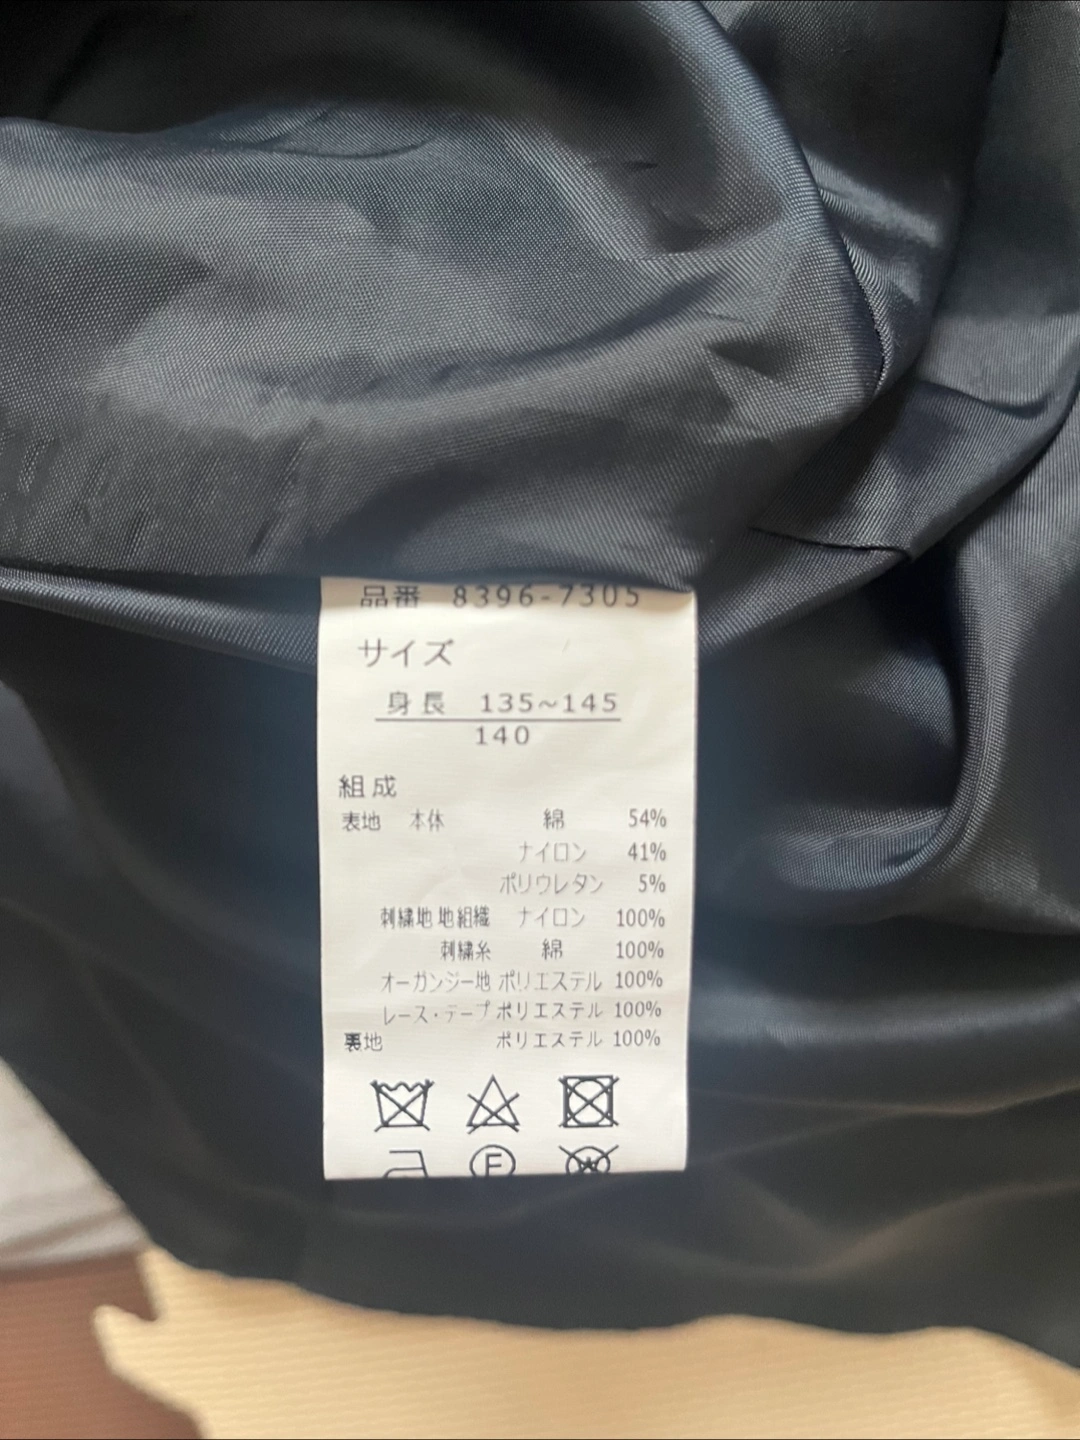 品番 8396-7305
サイズ
身長 135~145
140
組成
表地 本体 綿 54%
ナイロン 41%
ポリウレタン 5%
刺繍地 地組織 ナイロン 100%
刺繍糸 綿 100%
オーガンジー地 ポリエステル 100%
レース・テープ ポリエステル 100%
裏地 ポリエステル 100%
F